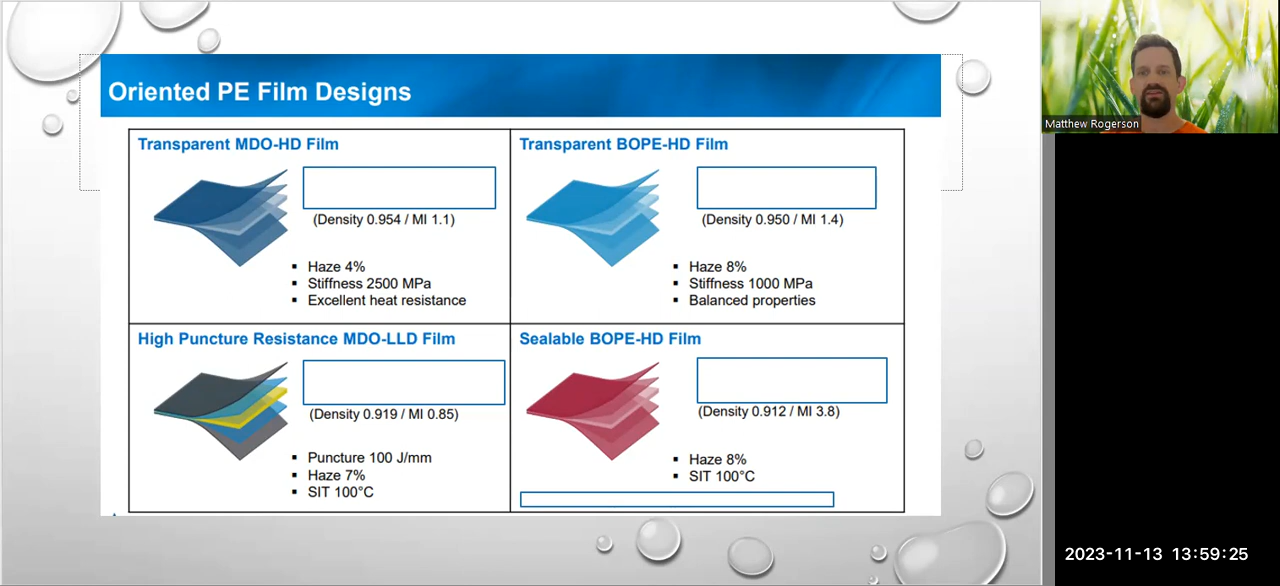 Oriented PE Film Designs
Transparent MDO-HD Film
(Density 0.954 / MI 1.1)
▪ Haze 4%
▪ Stiffness 2500 MPa
▪ Excellent heat resistance
Transparent BOPE-HD Film
(Density 0.950 / MI 1.4)
▪ Haze 8%
▪ Stiffness 1000 MPa
▪ Balanced properties
High Puncture Resistance MDO-LLD Film
(Density 0.919 / MI 0.85)
▪ Puncture 100 J/mm
▪ Haze 7%
▪ SIT 100°C
Sealable BOPE-HD Film
(Density 0.912 / MI 3.8)
▪ Haze 8%
▪ SIT 100°C
Matthew Rogerson
2023-11-13 13:59:25